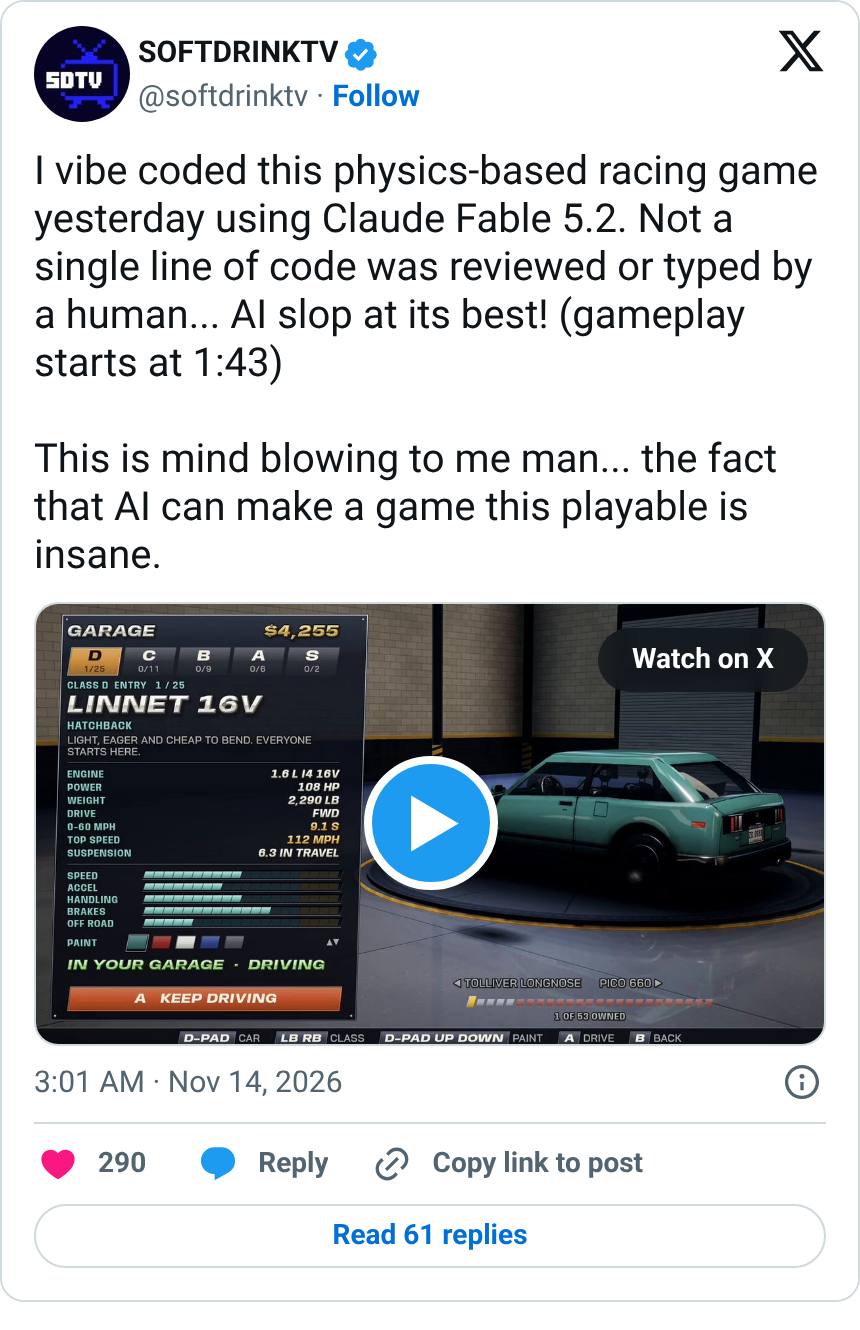 SDTV
SOFTDRINKTV
@softdrinktv · Follow
I vibe coded this physics-based racing game
yesterday using Claude Fable 5.2. Not a
single line of code was reviewed or typed by
a human... AI slop at its best! (gameplay
starts at 1:43)
This is mind blowing to me man... the fact
that AI can make a game this playable is
insane.
GARAGE $4,255
D C B A S
1/25 0/11 0/9 0/6 0/2
CLASS D ENTRY 1 / 25
LINNET 16V
HATCHBACK
LIGHT, EAGER AND CHEAP TO BEND. EVERYONE
STARTS HERE.
ENGINE 1.6 L I4 16V
POWER 108 HP
WEIGHT 2,290 LB
DRIVE FWD
0-60 MPH 9.1 S
TOP SPEED 112 MPH
SUSPENSION 6.3 IN TRAVEL
SPEED
ACCEL
HANDLING
BRAKES
OFF ROAD
PAINT ▲▼
IN YOUR GARAGE · DRIVING
A KEEP DRIVING
Watch on X
◀ TOLLIVER LONGNOSE PICO 660 ▶
1 OF 53 OWNED
D-PAD CAR LB RB CLASS D-PAD UP DOWN PAINT A DRIVE B BACK
3:01 AM · Nov 14, 2026
290 Reply Copy link to post
Read 61 replies